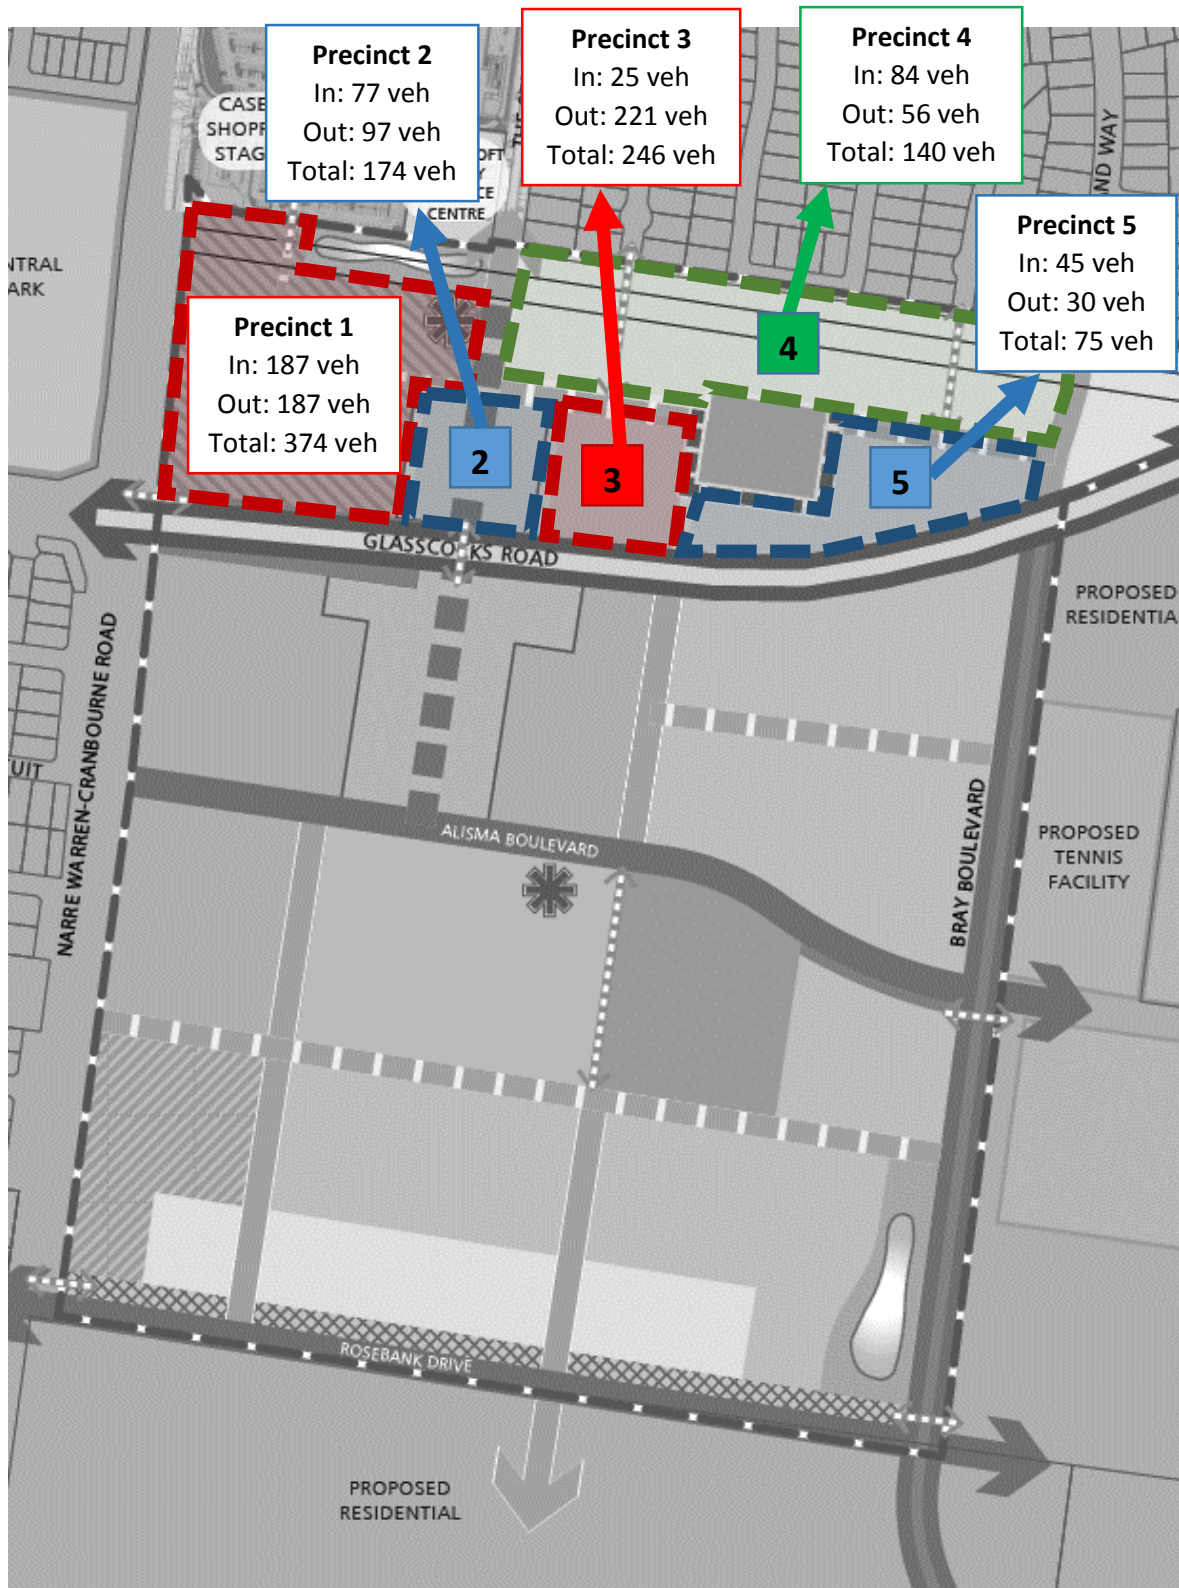 Precinct 2
In: 77 veh
Out: 97 veh
Total: 174 veh
Precinct 3
In: 25 veh
Out: 221 veh
Total: 246 veh
Precinct 4
In: 84 veh
Out: 56 veh
Total: 140 veh
Precinct 5
In: 45 veh
Out: 30 veh
Total: 75 veh
Precinct 1
In: 187 veh
Out: 187 veh
Total: 374 veh
CENTRE
WAY
2
3
4
5
GLASSCOCKS ROAD
PROPOSED
NARRE WARREN-CRANBOURNE ROAD
ALISMA BOULEVARD
BRAY BOULEVARD
PROPOSED
TENNIS
FACILITY
ROSEBANK DRIVE
PROPOSED
RESIDENTIAL